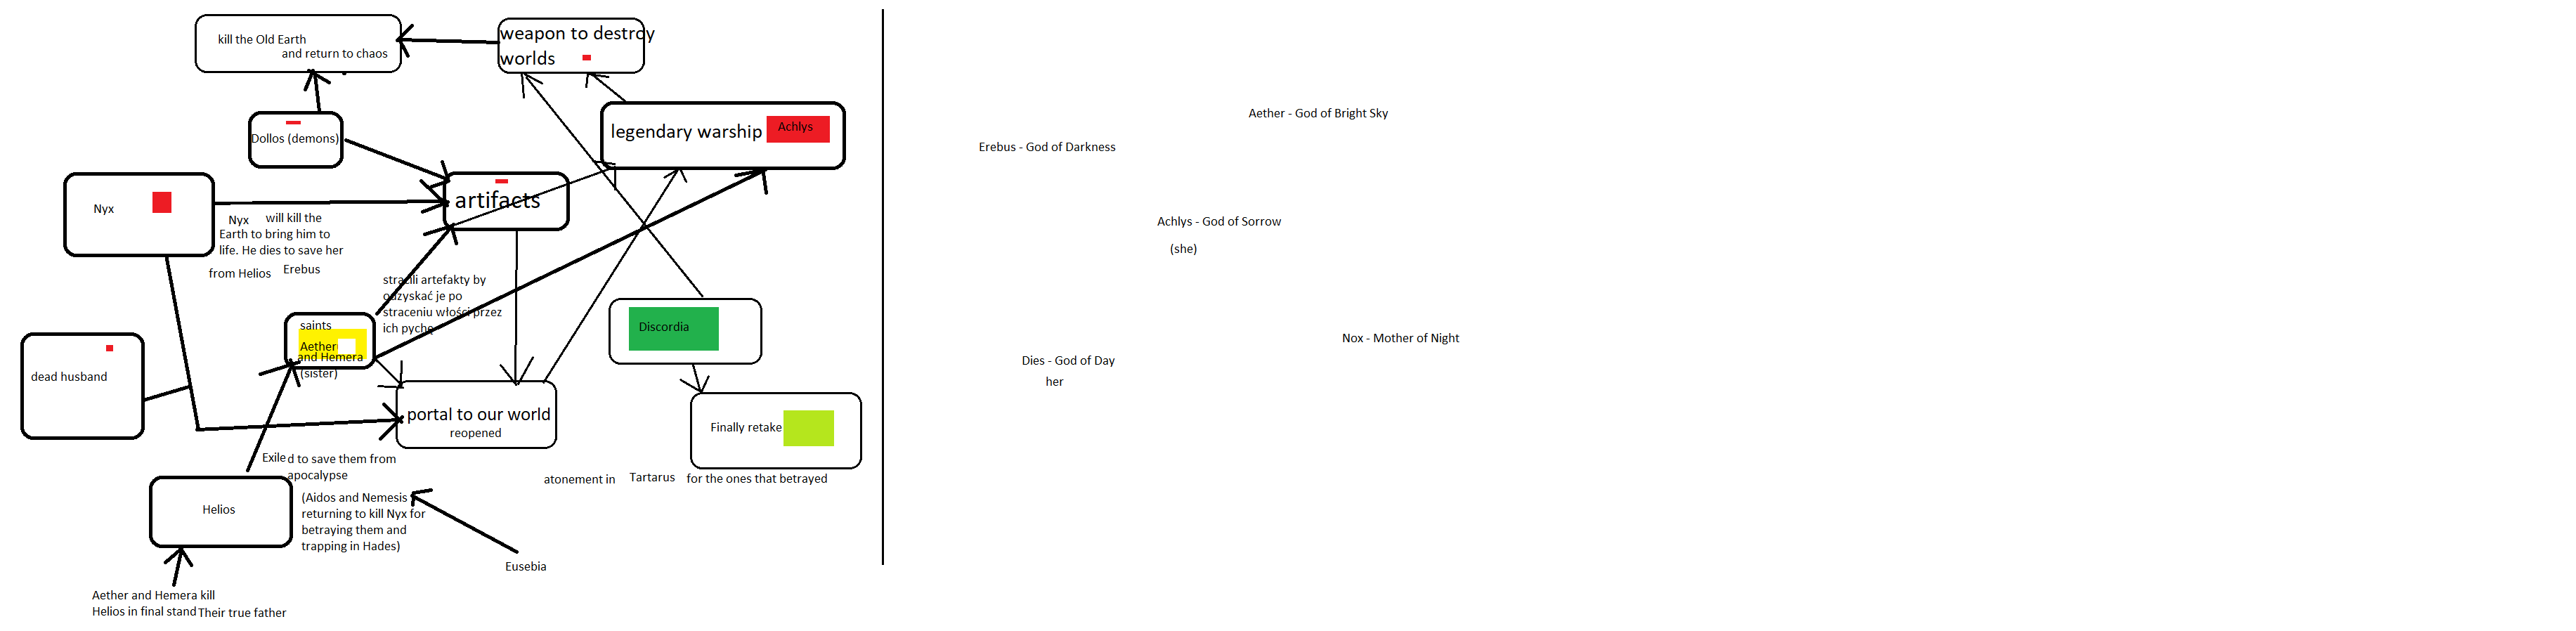 kill the Old Earth
and return to chaos
weapon to destroy
worlds
Dollos (demons)
legendary warship
Achlys
artifacts
Nyx
Nyx will kill the
Earth to bring him to
life. He dies to save her
from Helios Erebus
stracili artefakty by
odzyskać je po
straceniu włości przez
ich pychę
saints
Aether
and Hemera
(sister)
Discordia
dead husband
portal to our world
reopened
Finally retake
Exiled to save them from
apocalypse
atonement in Tartarus for the ones that betrayed
Helios
(Aidos and Nemesis
returning to kill Nyx for
betraying them and
trapping in Hades)
Eusebia
Aether and Hemera kill
Helios in final stand Their true father
Aether - God of Bright Sky
Erebus - God of Darkness
Achlys - God of Sorrow
(she)
Nox - Mother of Night
Dies - God of Day
her